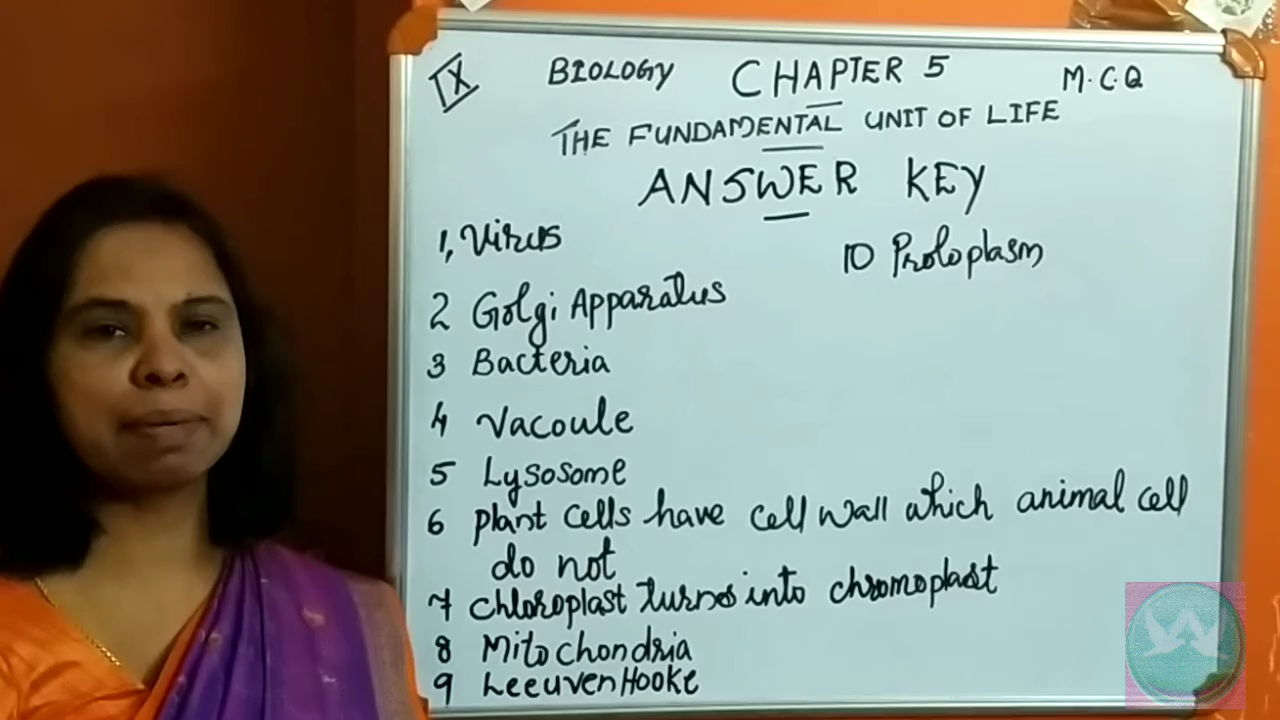 IX BIOLOGY CHAPTER 5 M.C.Q
THE FUNDAMENTAL UNIT OF LIFE
ANSWER KEY
1, Virus
2 Golgi Apparatus
3 Bacteria
4 Vacoule
5 Lysosome
6 plant cells have cell wall which animal cell
do not
7 Chloroplast turns into chromoplast
8 Mitochondria
9 LeeuvenHooke
10 Protoplasm